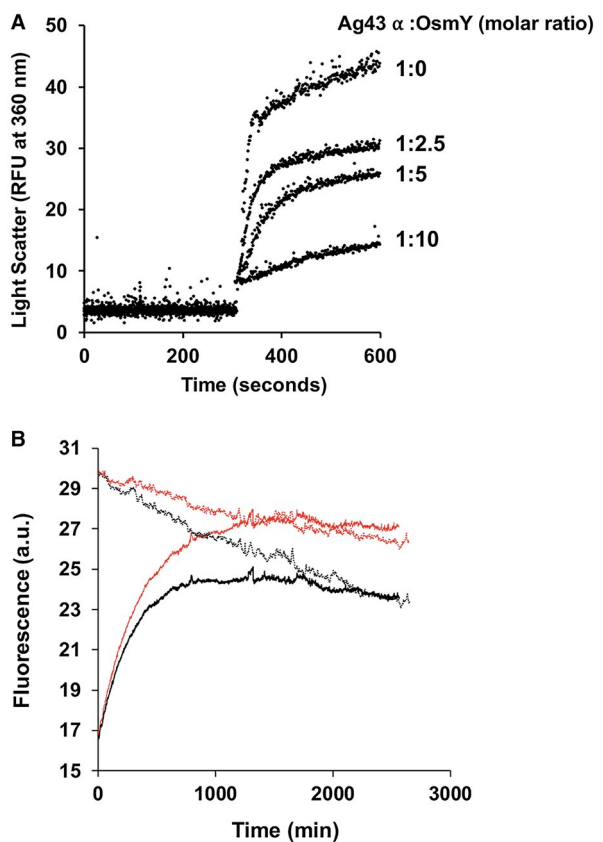 A
Ag43 α :OsmY (molar ratio)
Light Scatter (RFU at 360 nm)
50
40
30
20
10
0
1:0
1:2.5
1:5
1:10
0 200 400 600
Time (seconds)
B
Fluorescence (a.u.)
31
29
27
25
23
21
19
17
15
0 1000 2000 3000
Time (min)